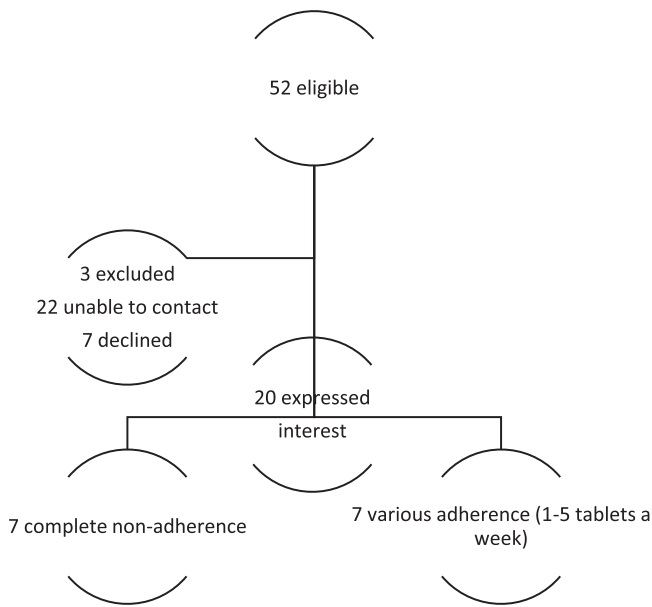 52 eligible
3 excluded
22 unable to contact
7 declined
20 expressed
interest
7 complete non-adherence
7 various adherence (1-5 tablets a
week)